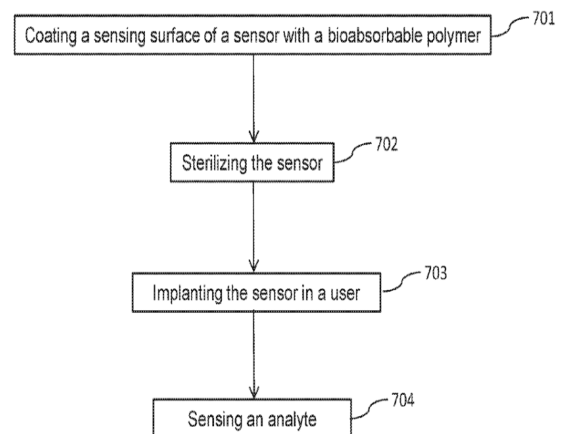 701
Coating a sensing surface of a sensor with a bioabsorbable polymer
702
Sterilizing the sensor
703
Implanting the sensor in a user
704
Sensing an analyte